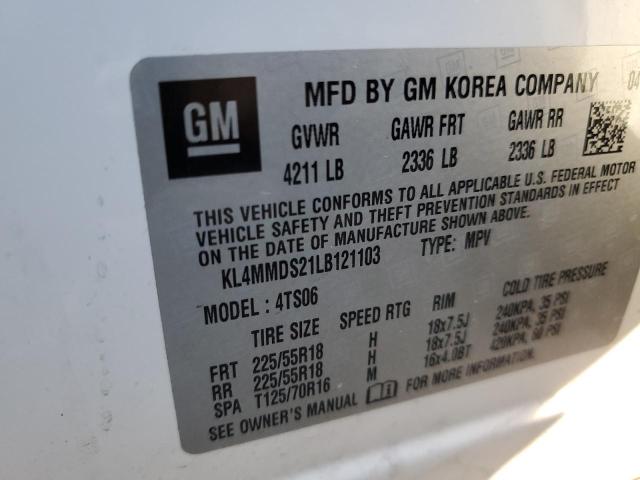 GM
MFD BY GM KOREA COMPANY 04
GVWR GAWR FRT GAWR RR
4211 LB 2336 LB 2336 LB
THIS VEHICLE CONFORMS TO ALL APPLICABLE U.S. FEDERAL MOTOR
VEHICLE SAFETY AND THEFT PREVENTION STANDARDS IN EFFECT
ON THE DATE OF MANUFACTURE SHOWN ABOVE.
KL4MMDS21LB121103 TYPE: MPV
MODEL : 4TS06
TIRE SIZE SPEED RTG RIM
FRT 225/55R18 H 18x7.5J 240KPA, 35 PSI
RR 225/55R18 H 18x7.5J 240KPA, 35 PSI
SPA T125/70R16 M 16x4.0BT 420KPA, 60 PSI
SEE OWNER'S MANUAL FOR MORE INFORMATION.